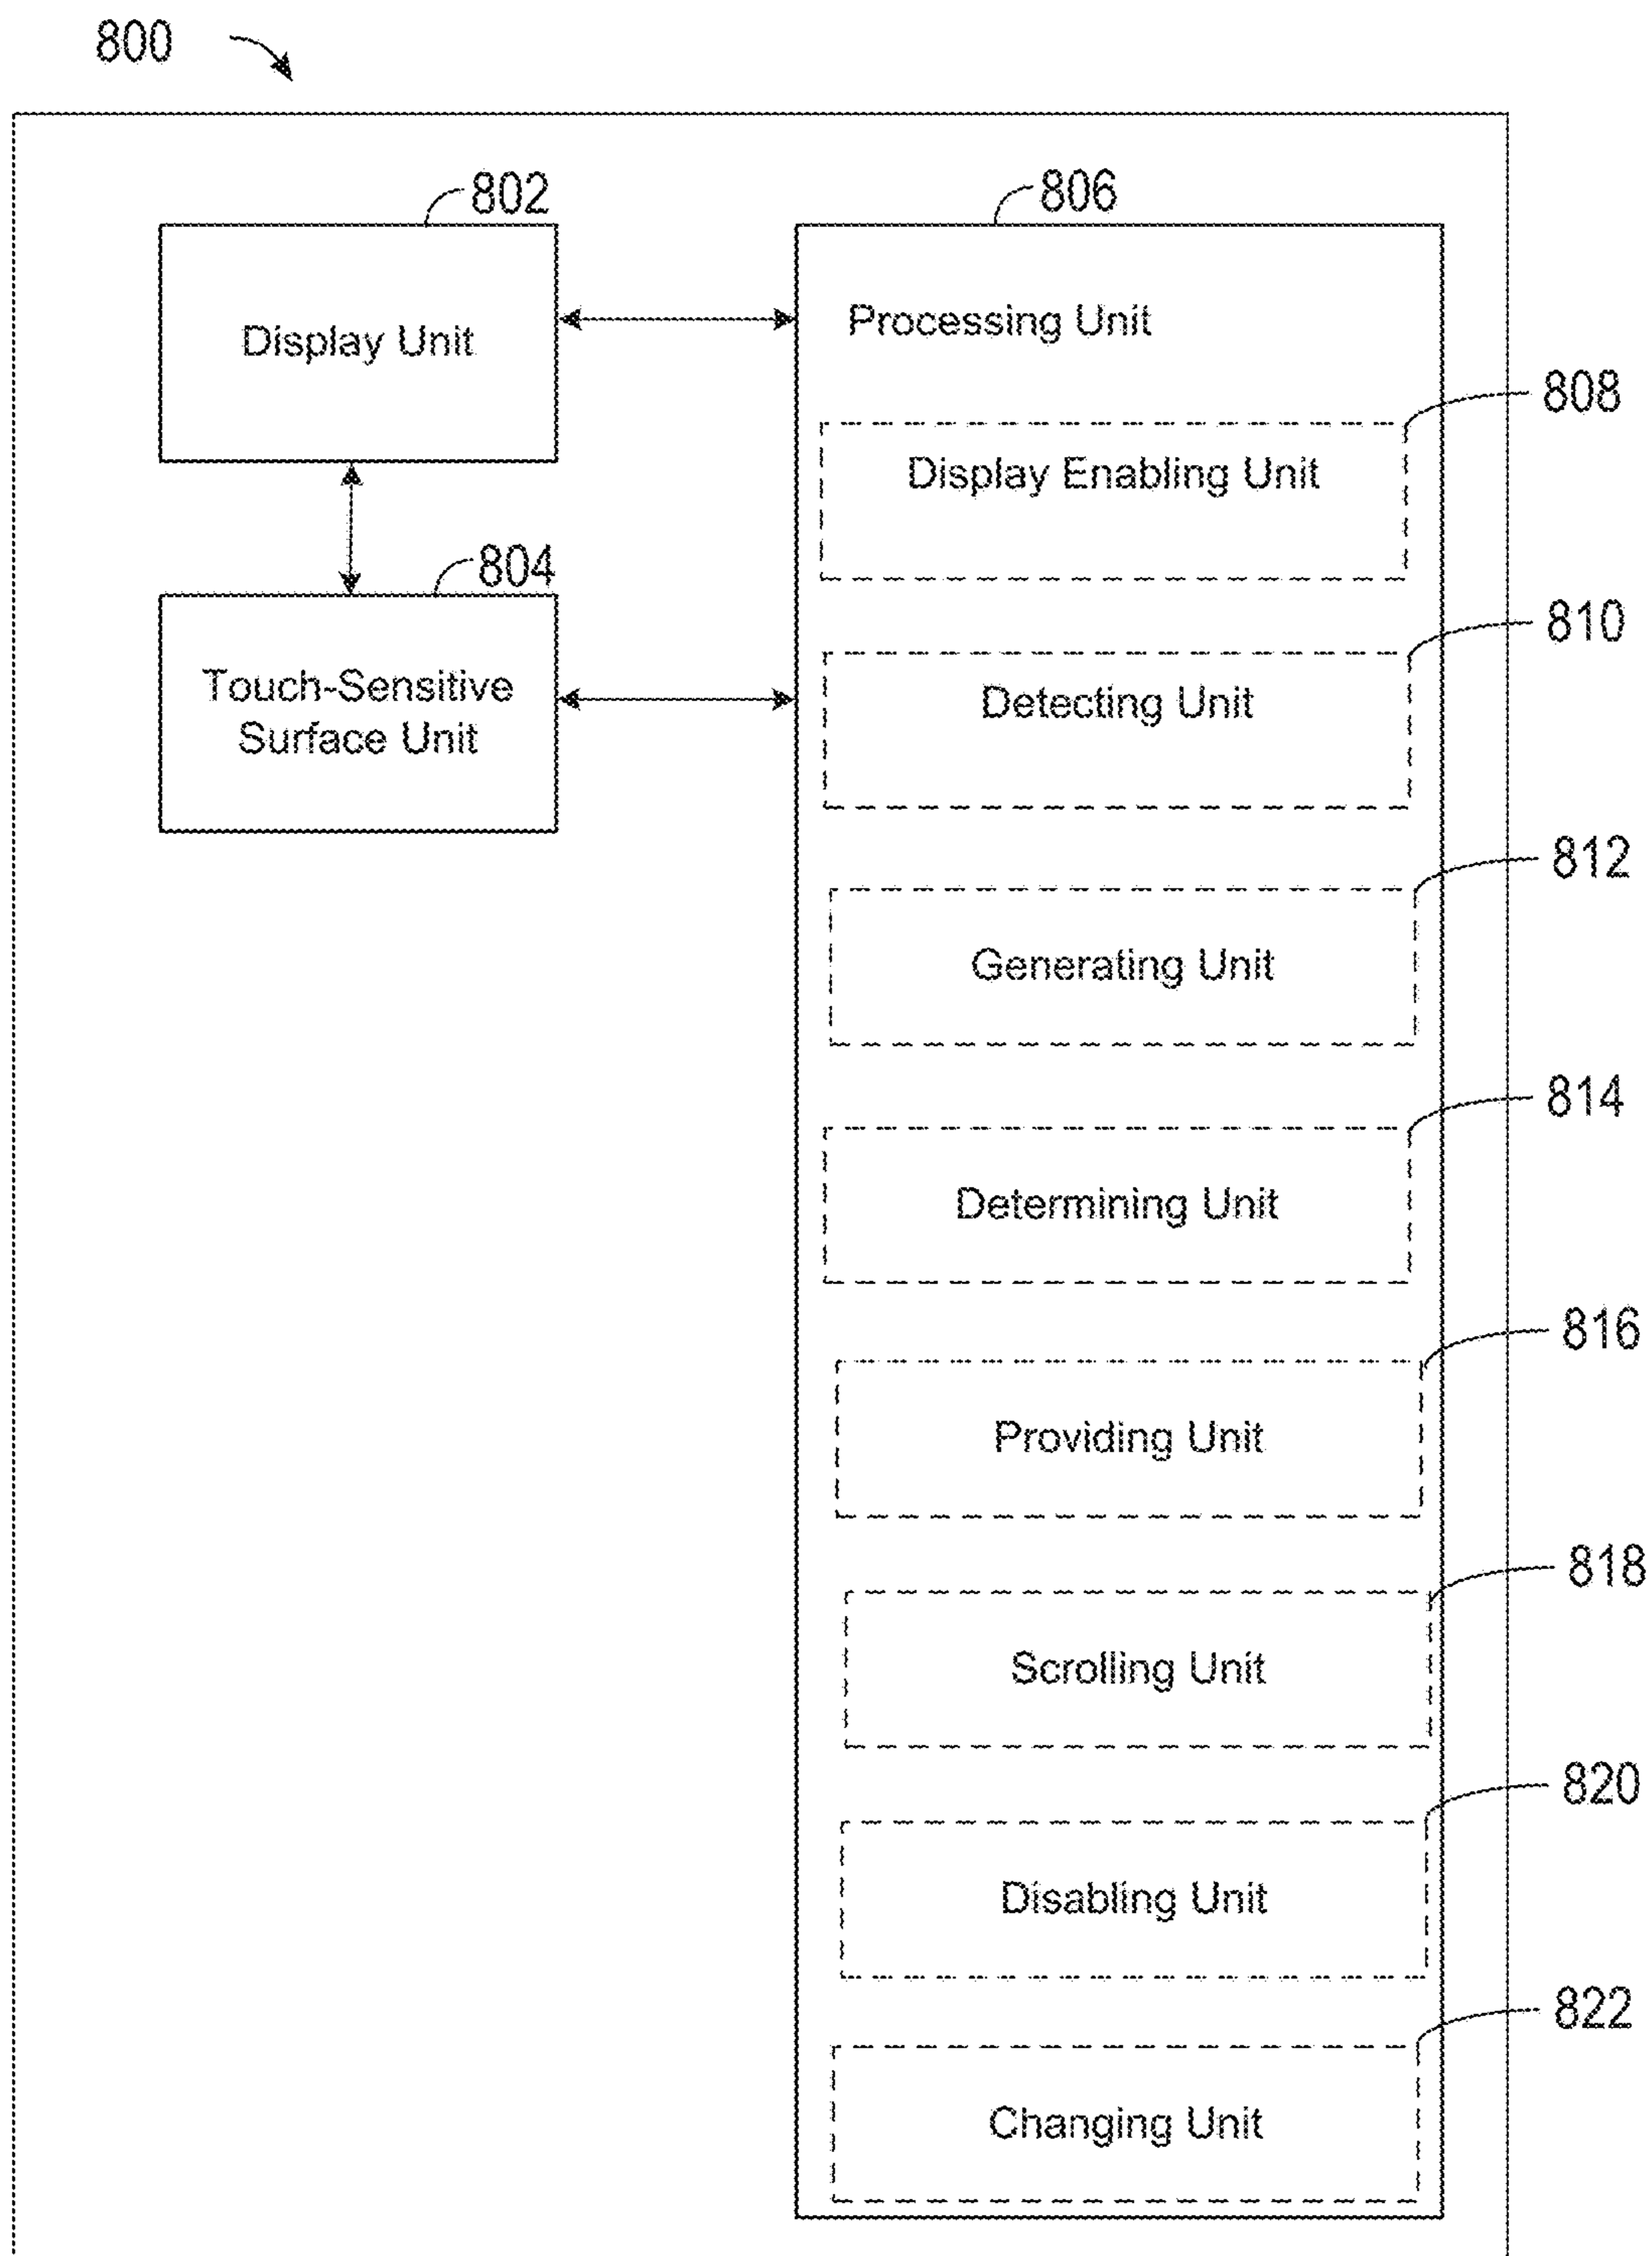 800
802
806
Display Unit
Processing Unit
808
Display Enabling Unit
804
Touch-Sensitive
Surface Unit
810
Detecting Unit
812
Generating Unit
814
Determining Unit
816
Providing Unit
818
Scrolling Unit
820
Disabling Unit
822
Changing Unit